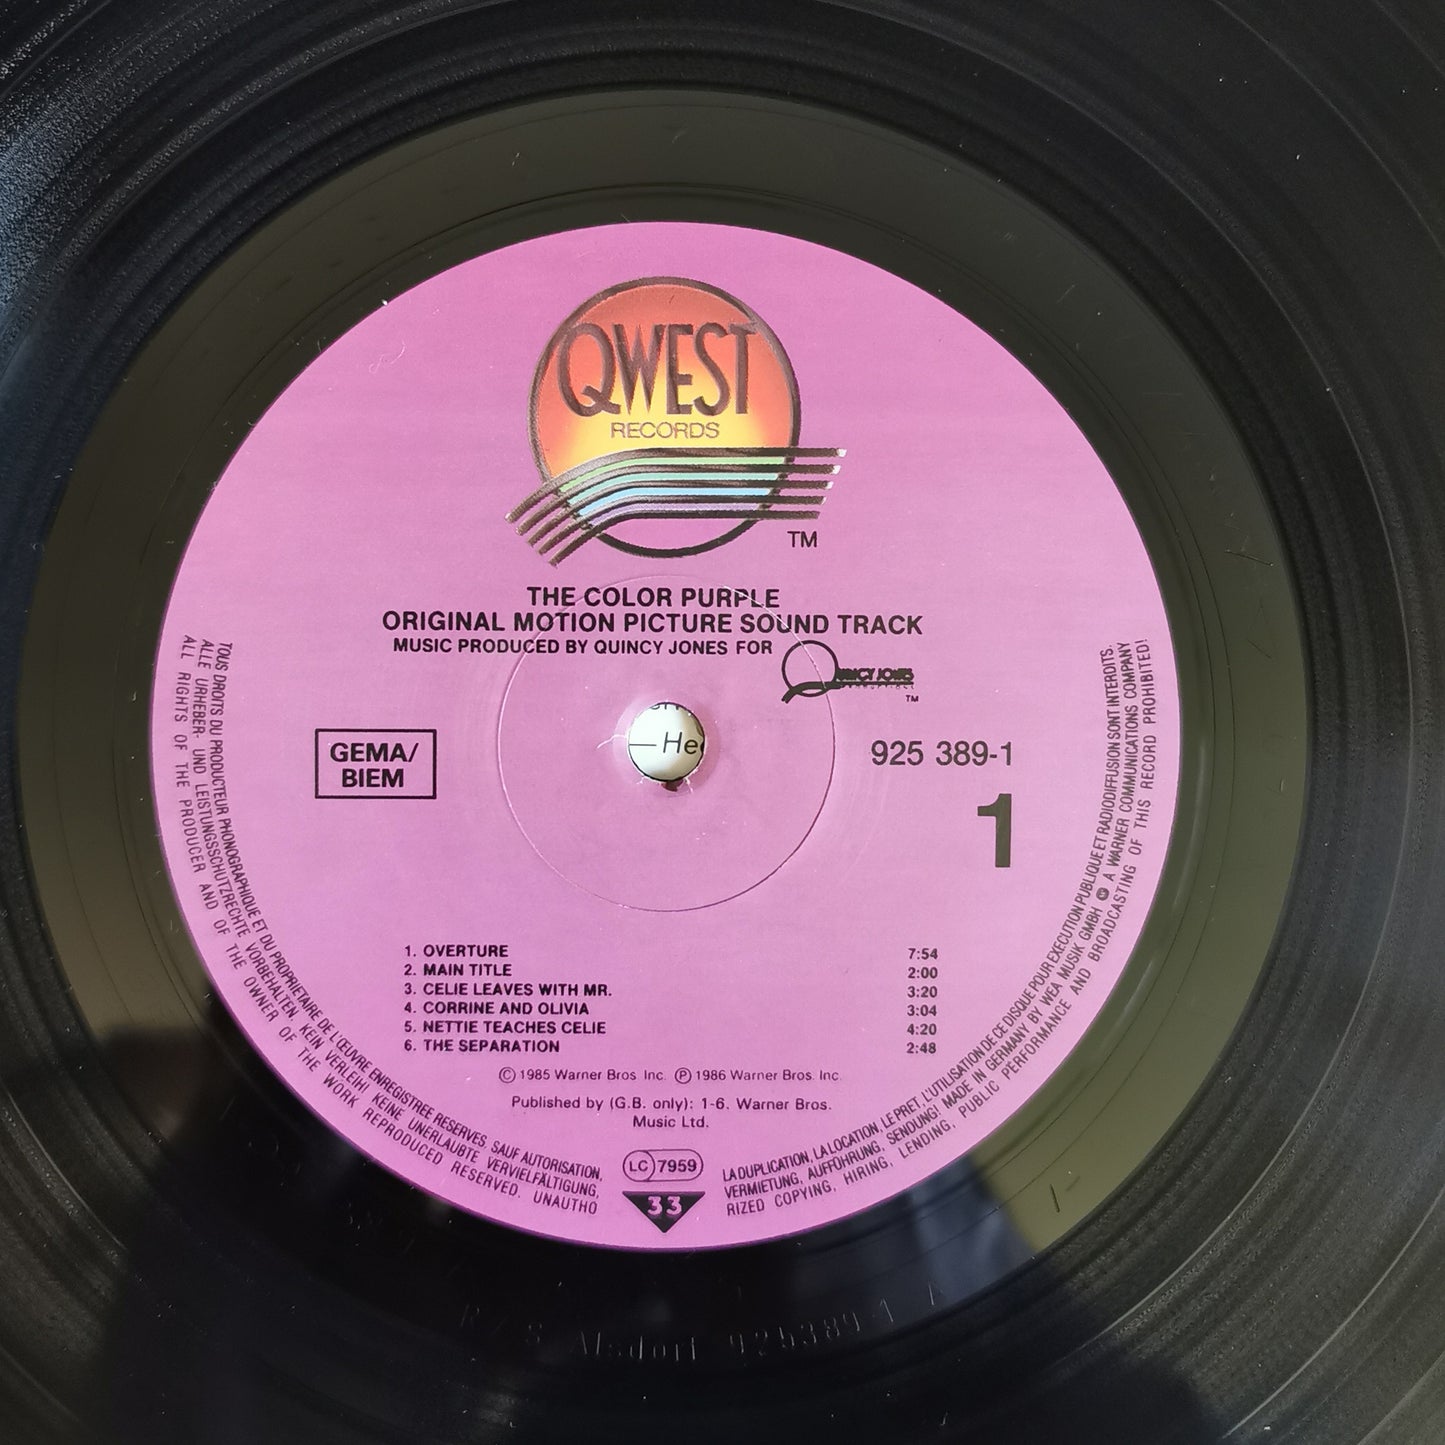 QWEST
RECORDS
TM
THE COLOR PURPLE
ORIGINAL MOTION PICTURE SOUND TRACK
MUSIC PRODUCED BY QUINCY JONES FOR
QUINCY JONES
TM
GEMA/
BIEM
—He
925 389-1
1
1. OVERTURE 7:54
2. MAIN TITLE 2:00
3. CELIE LEAVES WITH MR. 3:20
4. CORRINE AND OLIVIA 3:04
5. NETTIE TEACHES CELIE 4:20
6. THE SEPARATION 2:48
© 1985 Warner Bros. Inc. ℗ 1986 Warner Bros. Inc.
Published by (G.B. only): 1-6. Warner Bros.
Music Ltd.
LC 7959
33
TOUS DROITS DU PRODUCTEUR PHONOGRAPHIQUE ET DU PROPRIETAIRE DE L'ŒUVRE ENREGISTREE RESERVES. SAUF AUTORISATION, LA DUPLICATION, LA LOCATION, LE PRET, L'UTILISATION DE CE DISQUE POUR EXECUTION PUBLIQUE ET RADIODIFFUSION SONT INTERDITS.
ALLE URHEBER- UND LEISTUNGSSCHUTZRECHTE VORBEHALTEN. KEIN VERLEIH! KEINE UNERLAUBTE VERVIELFÄLTIGUNG, VERMIETUNG, AUFFÜHRUNG, SENDUNG! MADE IN GERMANY BY WEA MUSIK GMBH A WARNER COMMUNICATIONS COMPANY
ALL RIGHTS OF THE PRODUCER AND OF THE OWNER OF THE WORK REPRODUCED RESERVED. UNAUTHORIZED COPYING, HIRING, LENDING, PUBLIC PERFORMANCE AND BROADCASTING OF THIS RECORD PROHIBITED!
R/S Alsdorf 925389-1 A